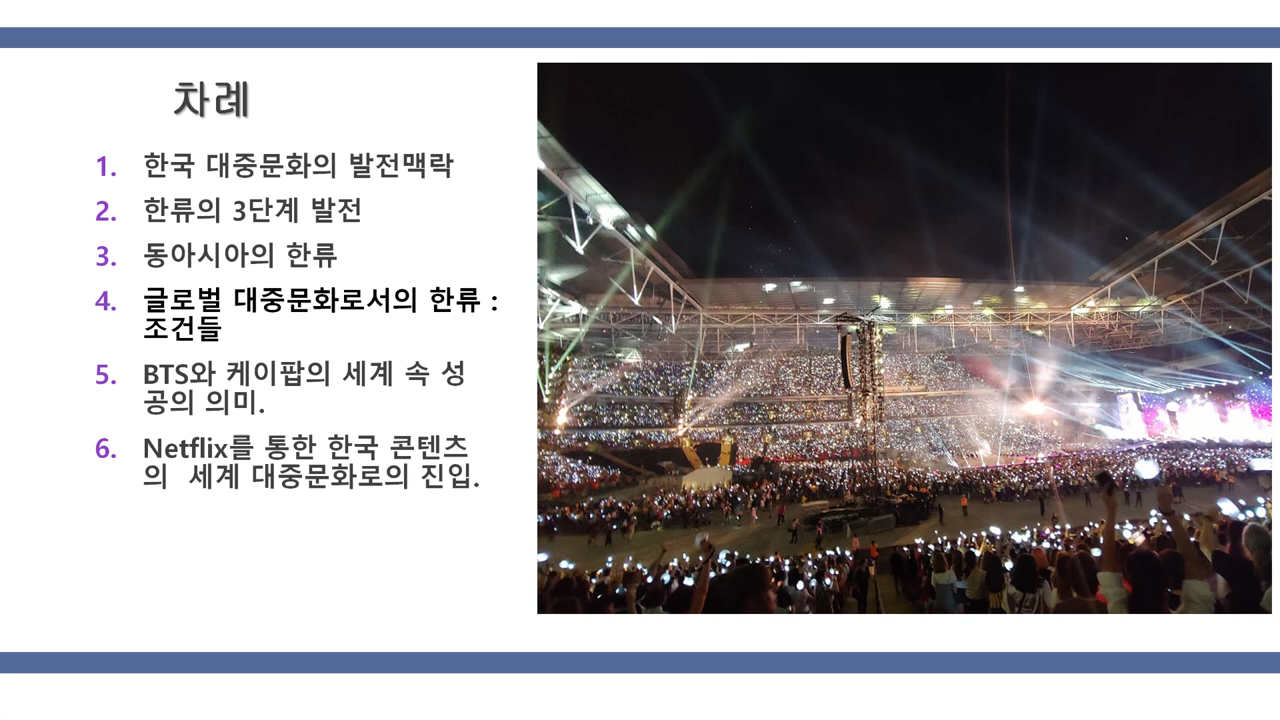 차례
1. 한국 대중문화의 발전맥락
2. 한류의 3단계 발전
3. 동아시아의 한류
4. 글로벌 대중문화로서의 한류 :
조건들
5. BTS와 케이팝의 세계 속 성
공의 의미.
6. Netflix를 통한 한국 콘텐츠
의 세계 대중문화로의 진입.